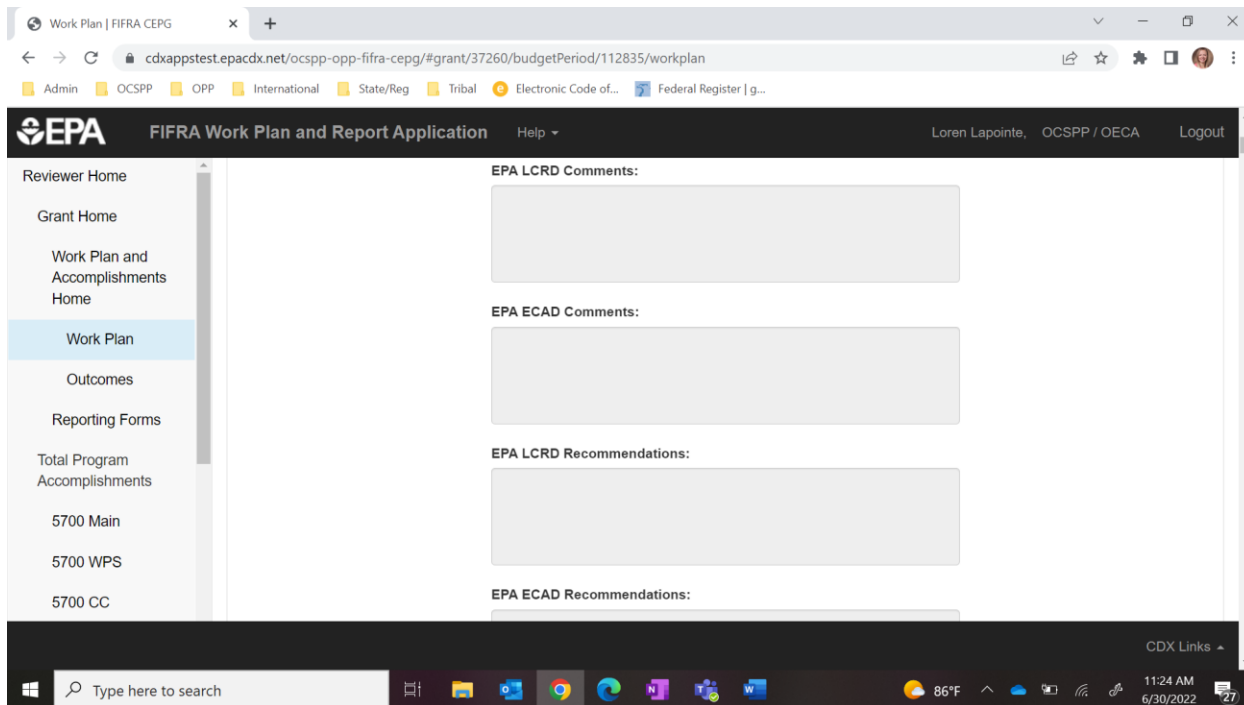 Work Plan | FIFRA CEPG
cdxappstest.epacdx.net/ocspp-opp-fifra-cepg/#grant/37260/budgetPeriod/112835/workplan
Admin OCSPP OPP International State/Reg Tribal Electronic Code of... Federal Register | g...
EPA FIFRA Work Plan and Report Application Help Loren Lapointe, OCSPP / OECA Logout
Reviewer Home
Grant Home
Work Plan and
Accomplishments
Home
Work Plan
Outcomes
Reporting Forms
Total Program
Accomplishments
5700 Main
5700 WPS
5700 CC
EPA LCRD Comments:
EPA ECAD Comments:
EPA LCRD Recommendations:
EPA ECAD Recommendations:
CDX Links
Type here to search
86°F
11:24 AM
6/30/2022
27